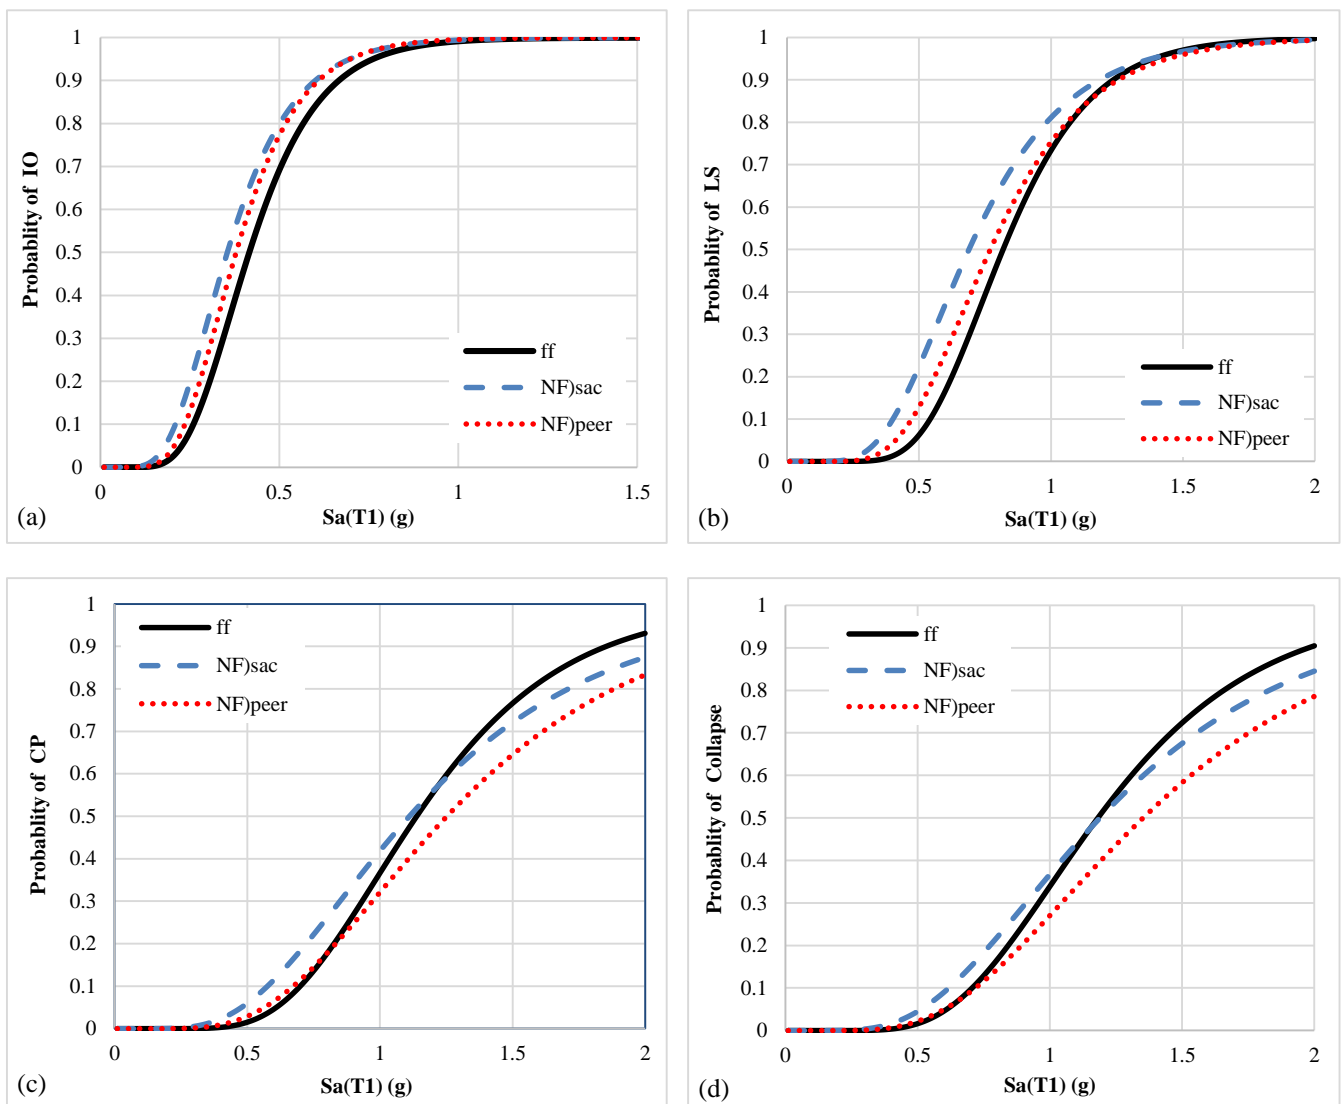 1
0.9
0.8
0.7
0.6
0.5
0.4
0.3
0.2
0.1
0
Probablity of IO
ff
NF)sac
NF)peer
0
0.5
1
1.5
Sa(T1) (g)
(a)
1
0.9
0.8
0.7
0.6
0.5
0.4
0.3
0.2
0.1
0
Probablity of LS
ff
NF)sac
NF)peer
0
0.5
1
1.5
2
Sa(T1) (g)
(b)
1
0.9
0.8
0.7
0.6
0.5
0.4
0.3
0.2
0.1
0
Probablity of CP
ff
NF)sac
NF)peer
0
0.5
1
1.5
2
Sa(T1) (g)
(c)
1
0.9
0.8
0.7
0.6
0.5
0.4
0.3
0.2
0.1
0
Probablity of Collapse
ff
NF)sac
NF)peer
0
0.5
1
1.5
2
Sa(T1) (g)
(d)